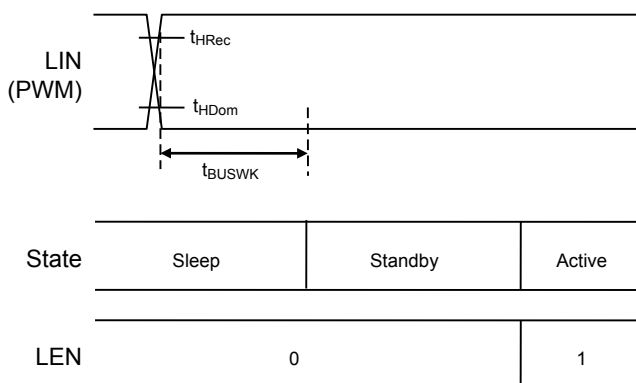 LIN
(PWM)
tHRec
tHDom
tBUSWK
State
Sleep
Standby
Active
LEN
0
1